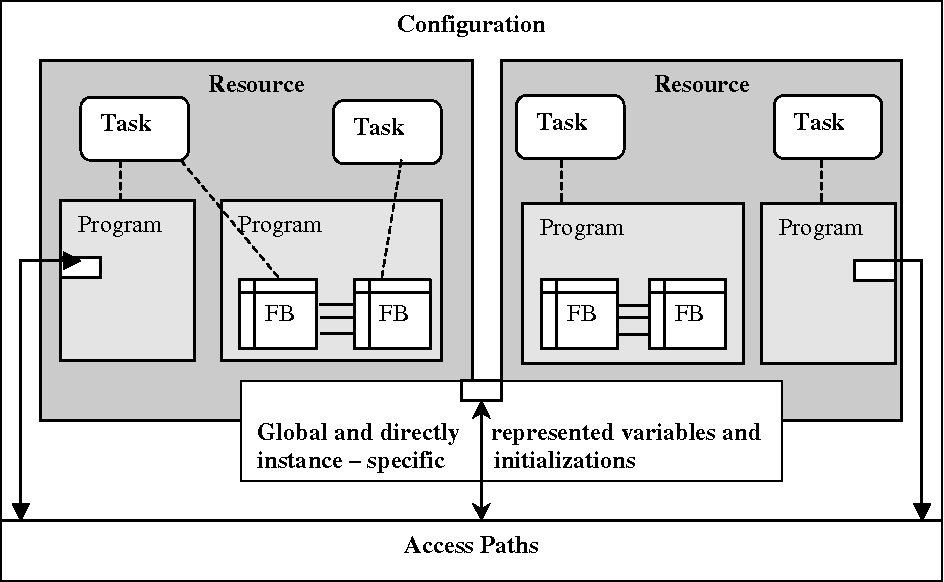 Configuration
Resource
Task
Task
Program
Program
FB
FB
Resource
Task
Task
Program
Program
FB
FB
Global and directly represented variables and
instance – specific initializations
Access Paths